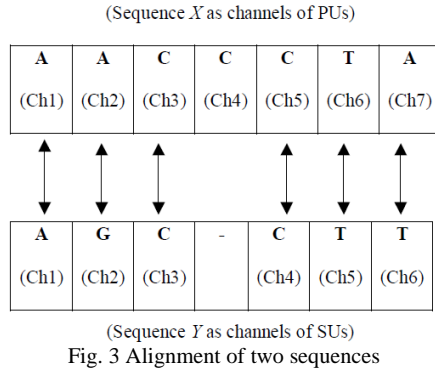 (Sequence X as channels of PUs)
A A C C C T A
(Ch1) (Ch2) (Ch3) (Ch4) (Ch5) (Ch6) (Ch7)
A G C - C T T
(Ch1) (Ch2) (Ch3) (Ch4) (Ch5) (Ch6)
(Sequence Y as channels of SUs)
Fig. 3 Alignment of two sequences